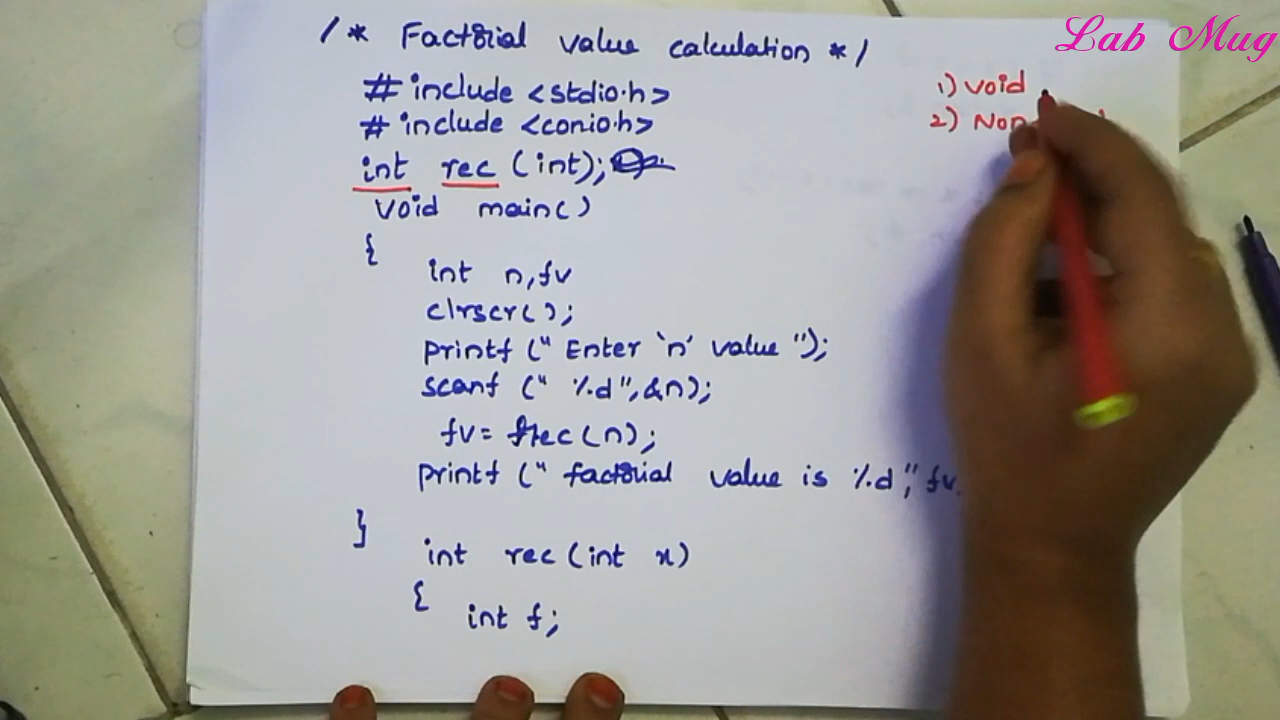 Lab Mug
/* Factorial value calculation */
# include <stdio.h>
# include <conio.h>
int rec (int);
void main()
{
int n,fv
clrscr();
printf (" Enter 'n' value ");
scanf (" %d",&n);
fv= rec(n);
printf (" factorial value is %d", fv
}
int rec (int x)
{
int f;
1) void
2) Non